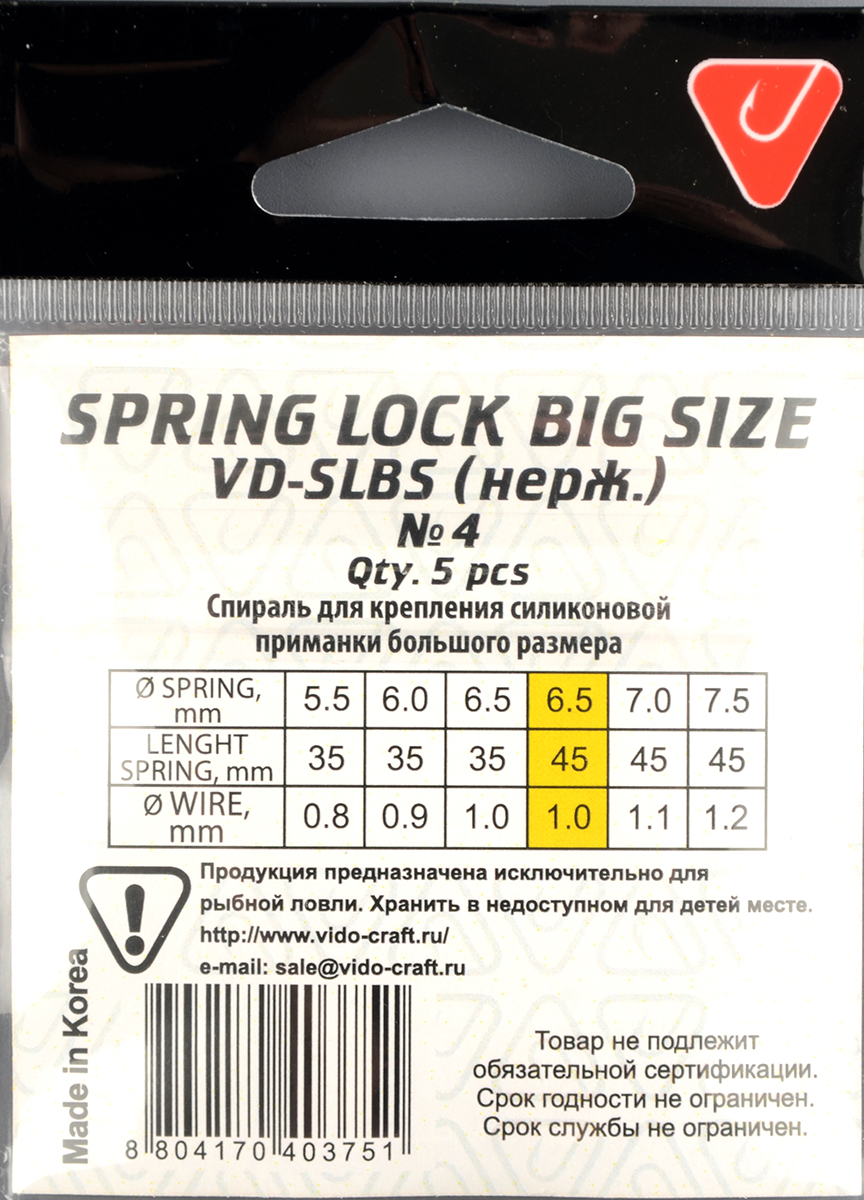 SPRING LOCK BIG SIZE
VD-SLBS (нерж.)
№ 4
Qty. 5 pcs
Спираль для крепления силиконовой
приманки большого размера
Ø SPRING, mm 5.5 6.0 6.5 6.5 7.0 7.5
LENGHT SPRING, mm 35 35 35 45 45 45
Ø WIRE, mm 0.8 0.9 1.0 1.0 1.1 1.2
Продукция предназначена исключительно для
рыбной ловли. Хранить в недоступном для детей месте.
http://www.vido-craft.ru/
e-mail: sale@vido-craft.ru
Made in Korea
8 804170 403751
Товар не подлежит
обязательной сертификации.
Срок годности не ограничен.
Срок службы не ограничен.